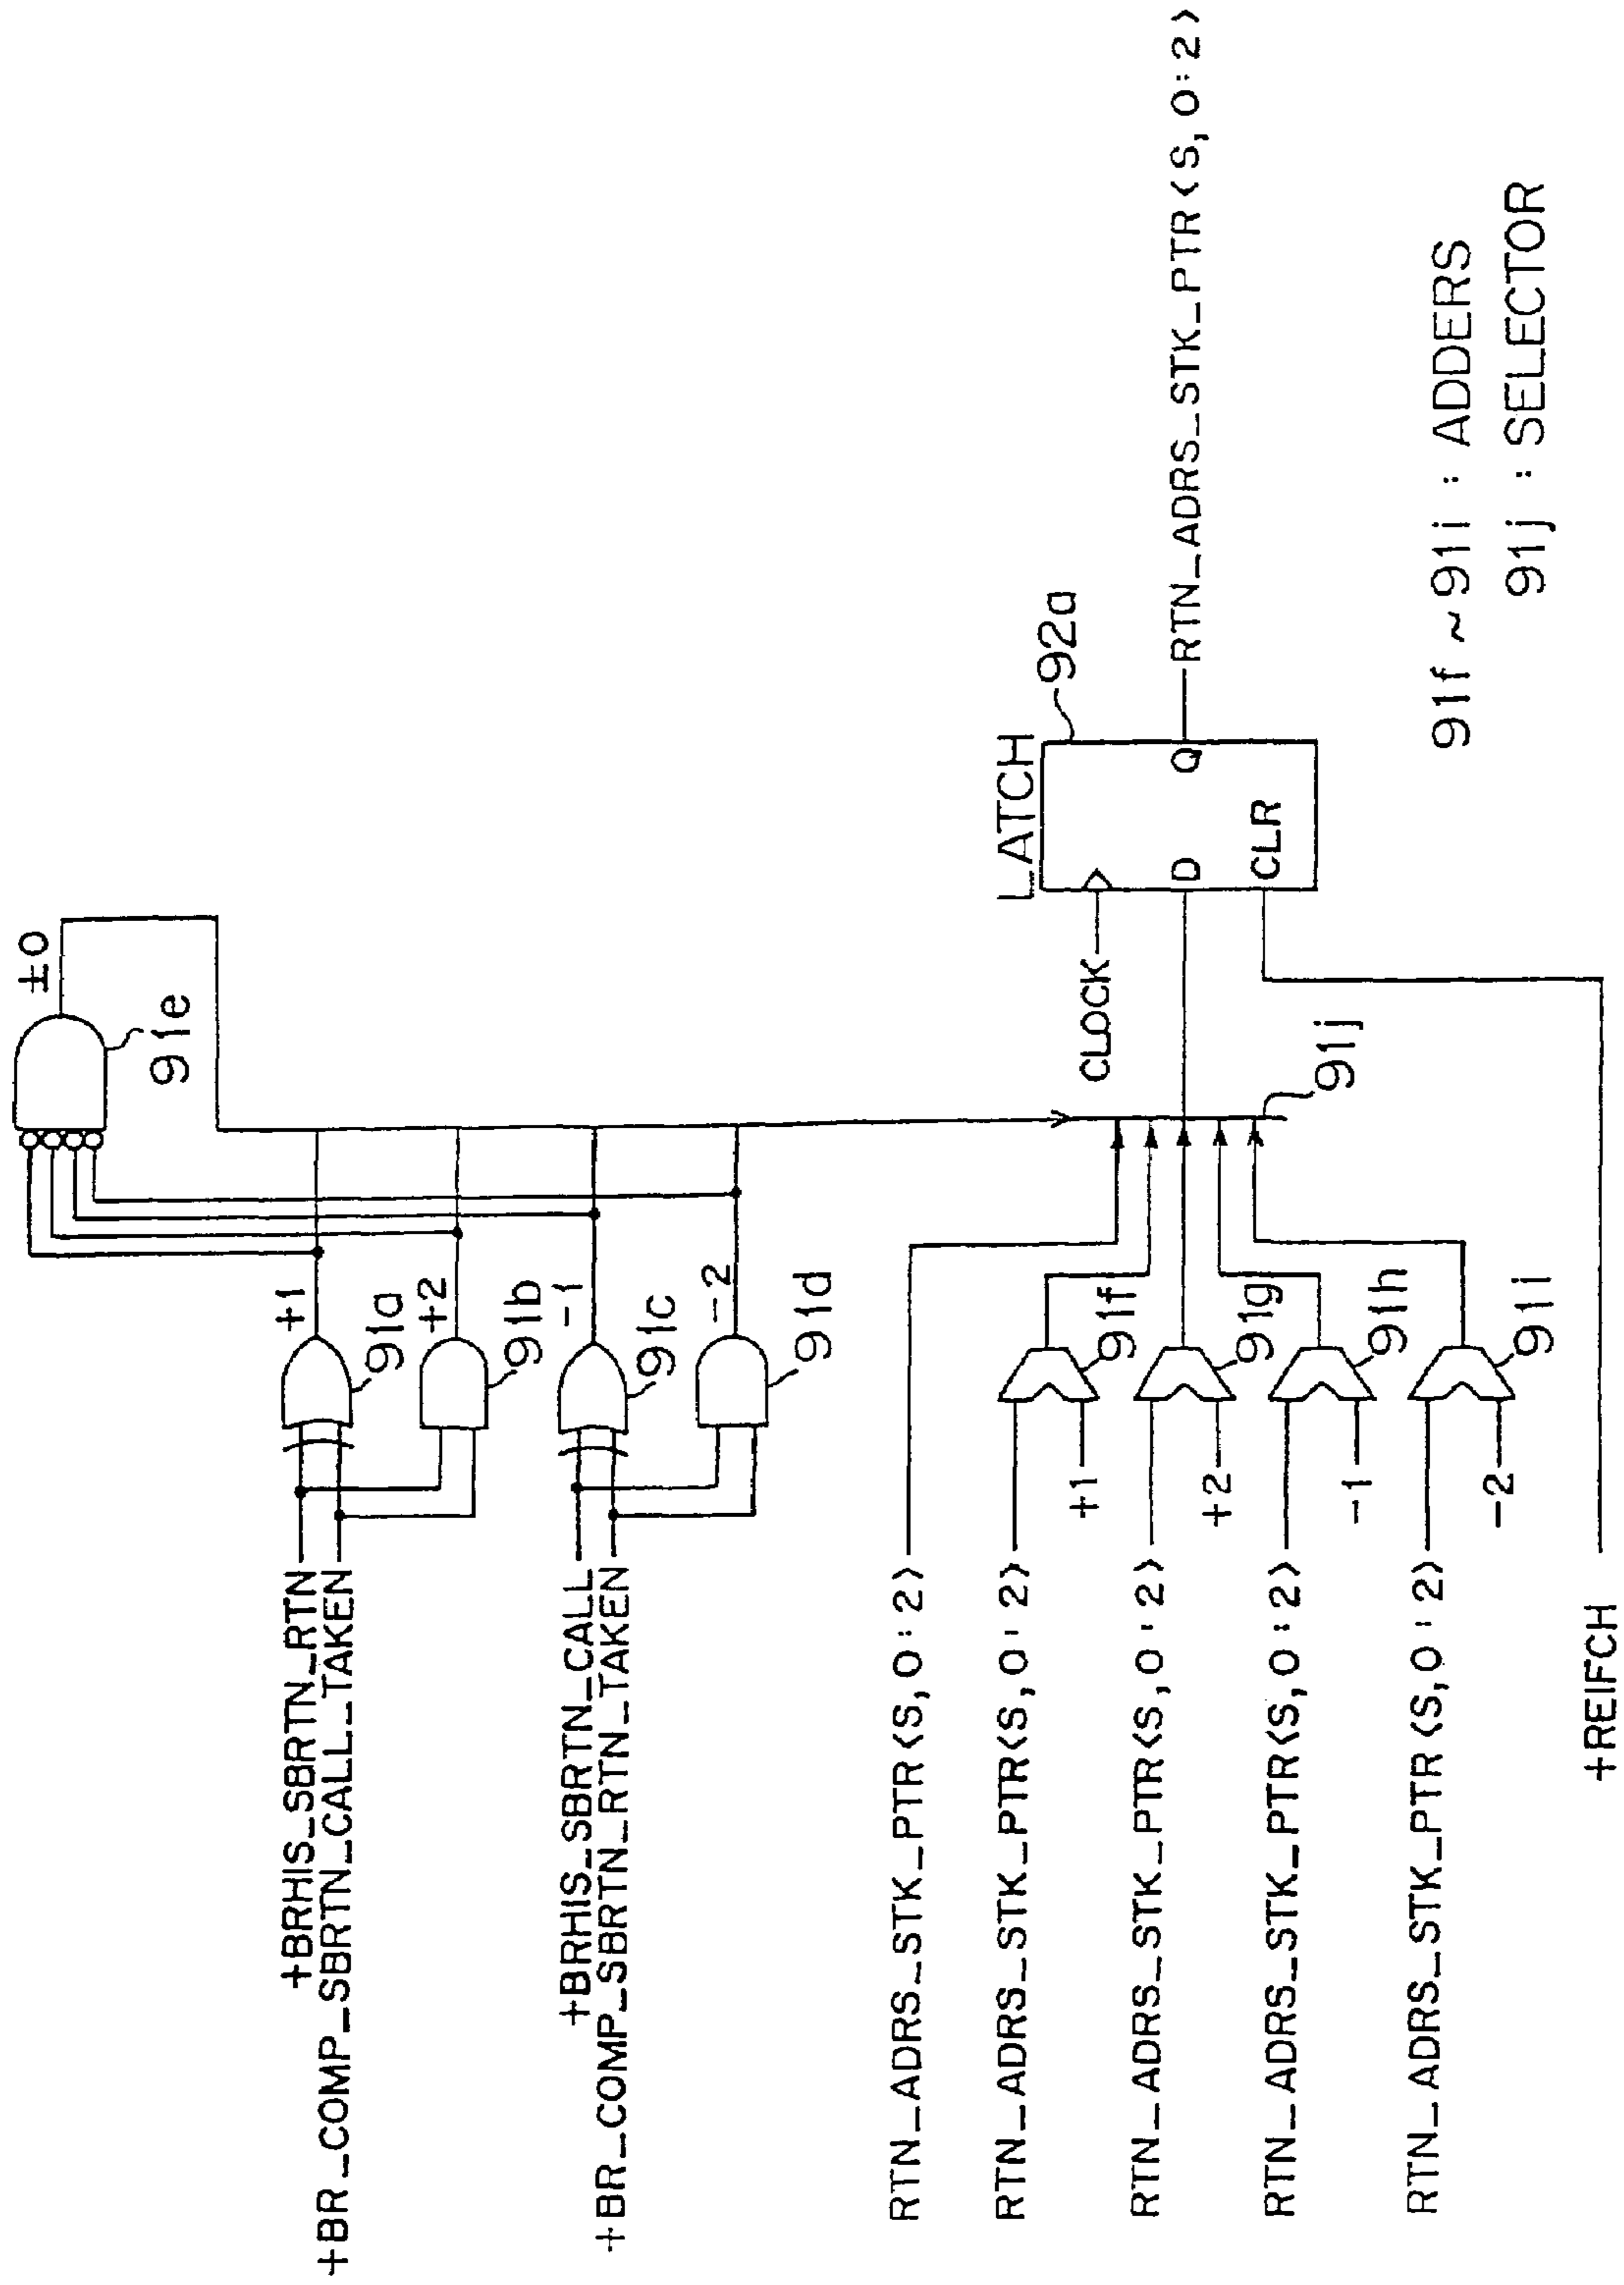 ±0
91e
+BRHIS_SBRTN_RTN
+BR_COMP_SBRTN_CALL_TAKEN
+1
91a
+2
91b
+BRHIS_SBRTN_CALL
+BR_COMP_SBRTN_RTN_TAKEN
-1
91c
-2
91d
RTN_ADRS_STK_PTR<S,0:2>
RTN_ADRS_STK_PTR<S,0:2>
+1
91f
RTN_ADRS_STK_PTR<S,0:2>
+2
91g
RTN_ADRS_STK_PTR<S,0:2>
-1
91h
RTN_ADRS_STK_PTR<S,0:2>
-2
91i
91j
+REIFCH
LATCH
92a
CLOCK
D
Q
CLR
RTN_ADRS_STK_PTR<S,0:2>
91f ~91i : ADDERS
91j : SELECTOR